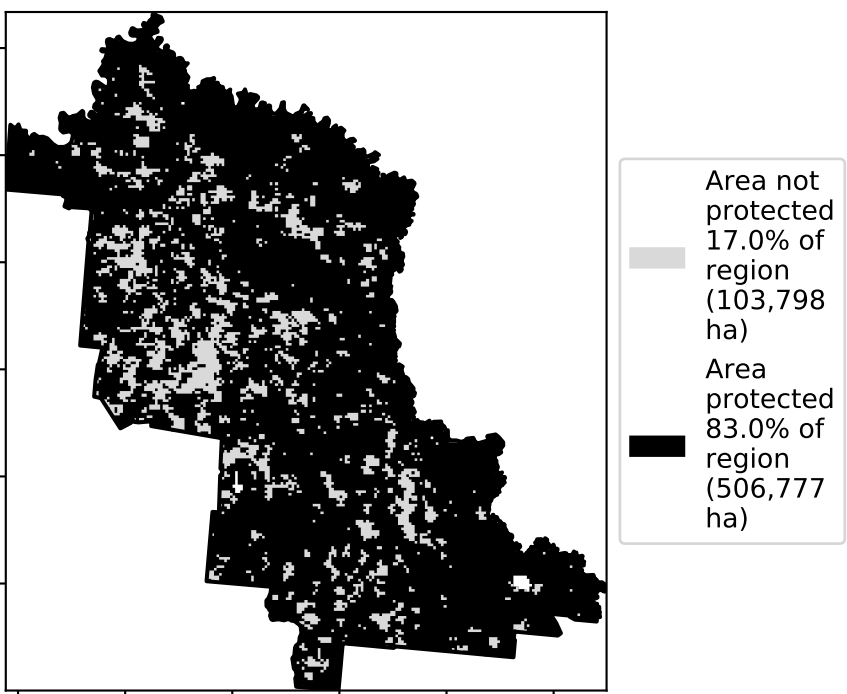 Area not
protected
17.0% of
region
(103,798
ha)
Area
protected
83.0% of
region
(506,777
ha)